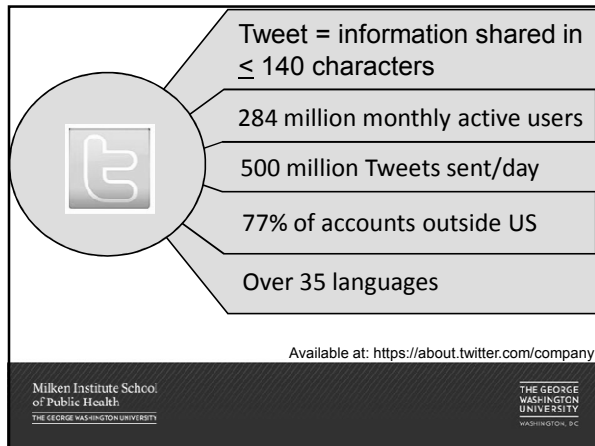 Tweet = information shared in
≤ 140 characters
284 million monthly active users
500 million Tweets sent/day
77% of accounts outside US
Over 35 languages
Available at: https://about.twitter.com/company
Milken Institute School
of Public Health
THE GEORGE WASHINGTON UNIVERSITY
THE GEORGE
WASHINGTON
UNIVERSITY
WASHINGTON, DC